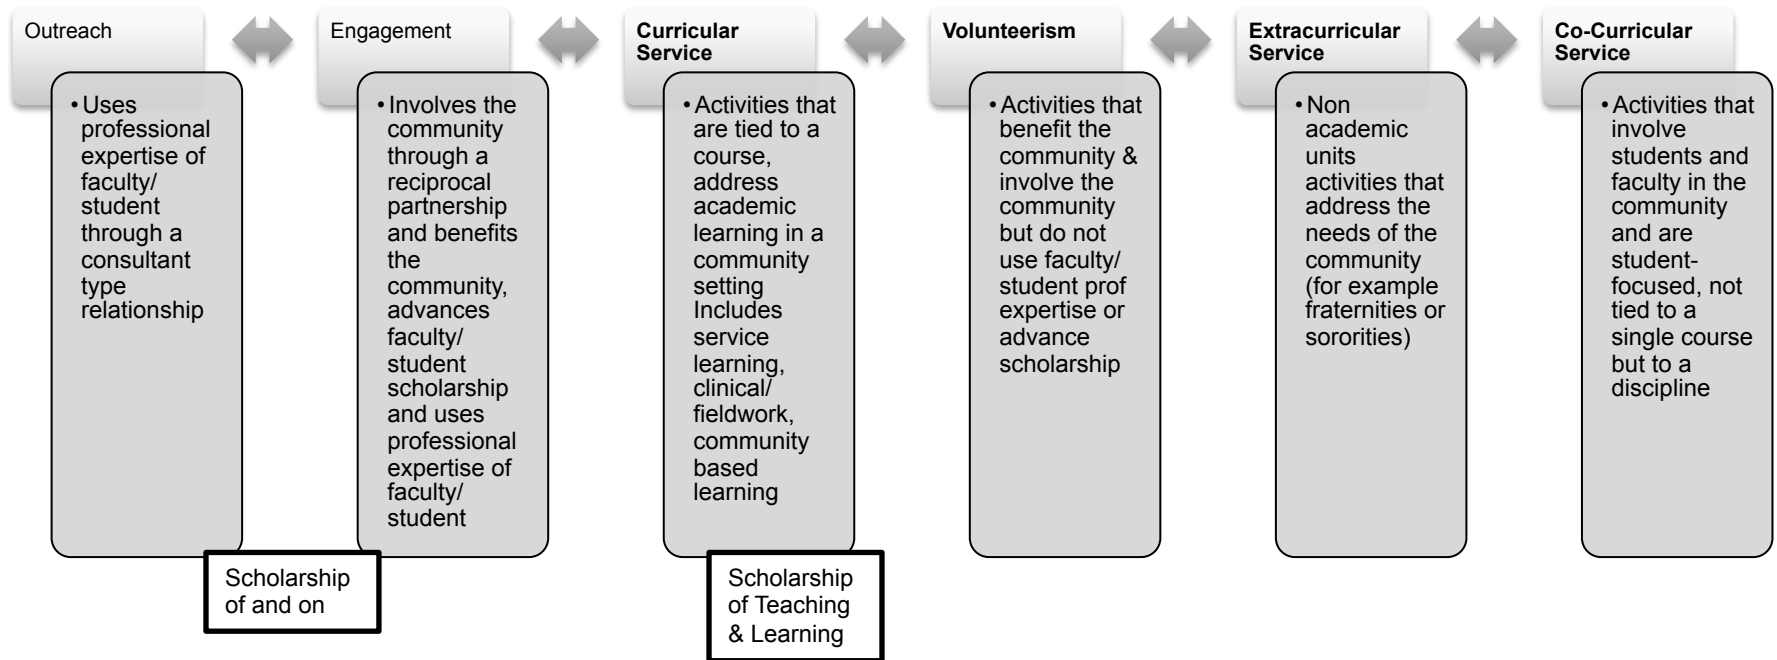 Outreach
• Uses
professional
expertise of
faculty/
student
through a
consultant
type
relationship
Engagement
• Involves the
community
through a
reciprocal
partnership
and benefits
the
community,
advances
faculty/
student
scholarship
and uses
professional
expertise of
faculty/
student
Curricular
Service
• Activities that
are tied to a
course,
address
academic
learning in a
community
setting
Includes
service
learning,
clinical/
fieldwork,
community
based
learning
Volunteerism
• Activities that
benefit the
community &
involve the
community
but do not
use faculty/
student prof
expertise or
advance
scholarship
Extracurricular
Service
• Non
academic
units
activities that
address the
needs of the
community
(for example
fraternities or
sororities)
Co-Curricular
Service
• Activities that
involve
students and
faculty in the
community
and are
student-
focused, not
tied to a
single course
but to a
discipline
Scholarship
of and on
Scholarship
of Teaching
& Learning